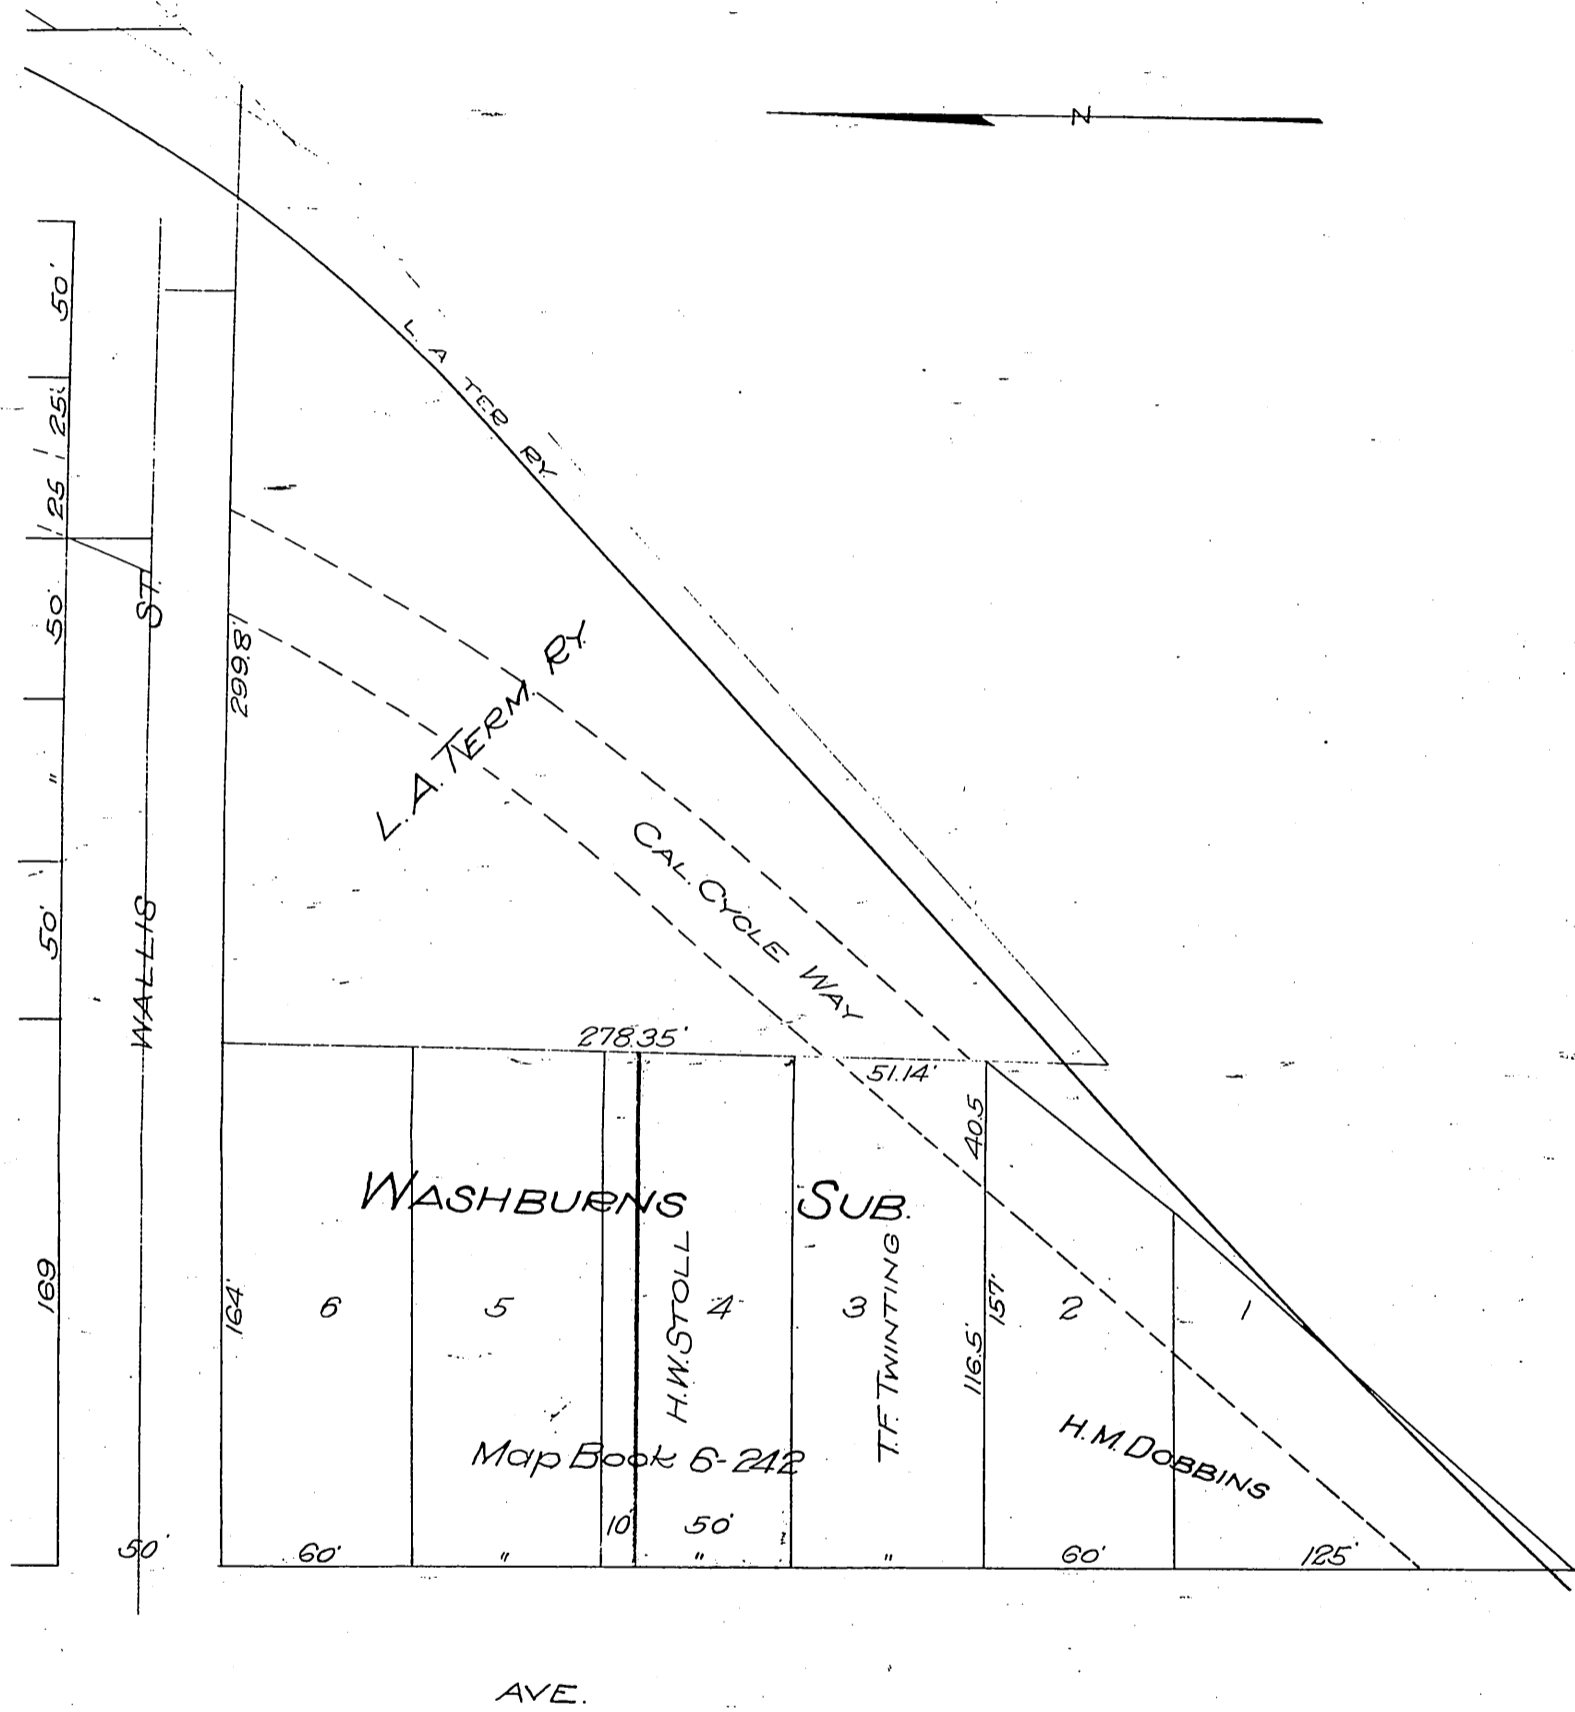 N
50'
25'
25
50'
"
50'
169
WALLIS ST.
50'
L. A TER RY.
299.8'
L. A. TERM. RY.
CAL. CYCLE WAY
278.35'
51.14'
40.5
WASHBURNS SUB.
164'
6
5
H.W. STOLL
4
3
T.F. TWINTING
116.5'
157'
2
1
H.M. DOBBINS
Map Book 6-242
10'
50'
60'
"
"
"
60'
125'
AVE.